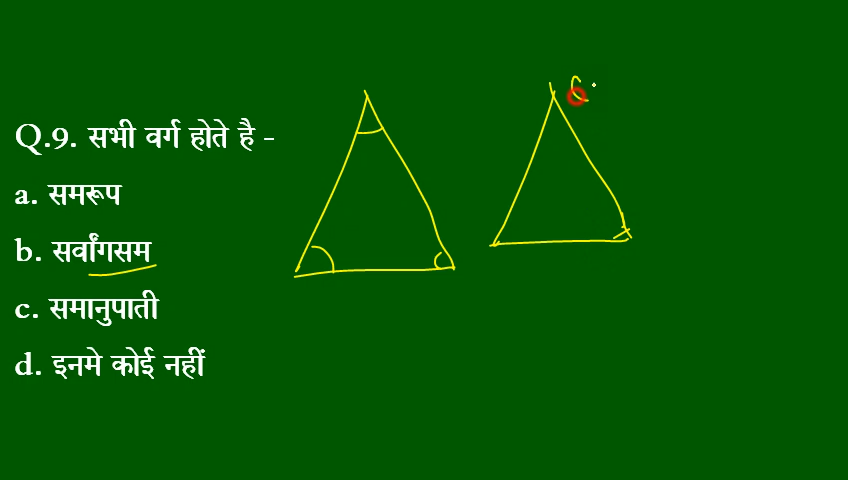 Q.9. सभी वर्ग होते है -
a. समरूप
b. सर्वांगसम
c. समानुपाती
d. इनमे कोई नहीं